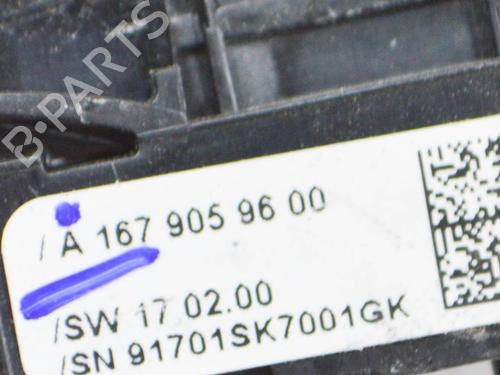 B-PARTS
/ A 167 905 96 00
/SW 17 02.00
/SN 91701SK7001GK